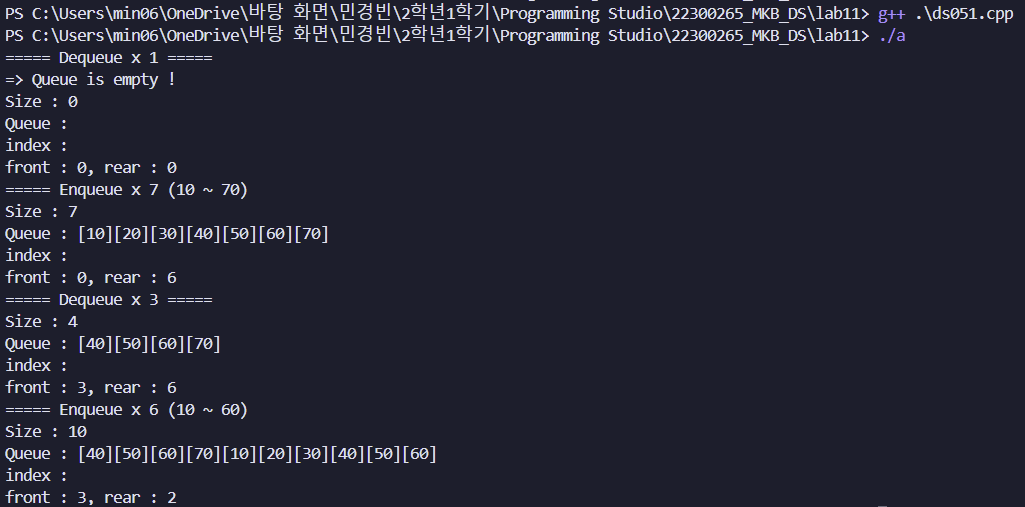 PS C:\Users\min06\OneDrive\바탕 화면\민경빈\2학년1학기\Programming Studio\22300265_MKB_DS\lab11> g++ .\ds051.cpp
PS C:\Users\min06\OneDrive\바탕 화면\민경빈\2학년1학기\Programming Studio\22300265_MKB_DS\lab11> ./a
===== Dequeue x 1 =====
=> Queue is empty !
Size : 0
Queue :
index :
front : 0, rear : 0
===== Enqueue x 7 (10 ~ 70)
Size : 7
Queue : [10][20][30][40][50][60][70]
index :
front : 0, rear : 6
===== Dequeue x 3 =====
Size : 4
Queue : [40][50][60][70]
index :
front : 3, rear : 6
===== Enqueue x 6 (10 ~ 60)
Size : 10
Queue : [40][50][60][70][10][20][30][40][50][60]
index :
front : 3, rear : 2